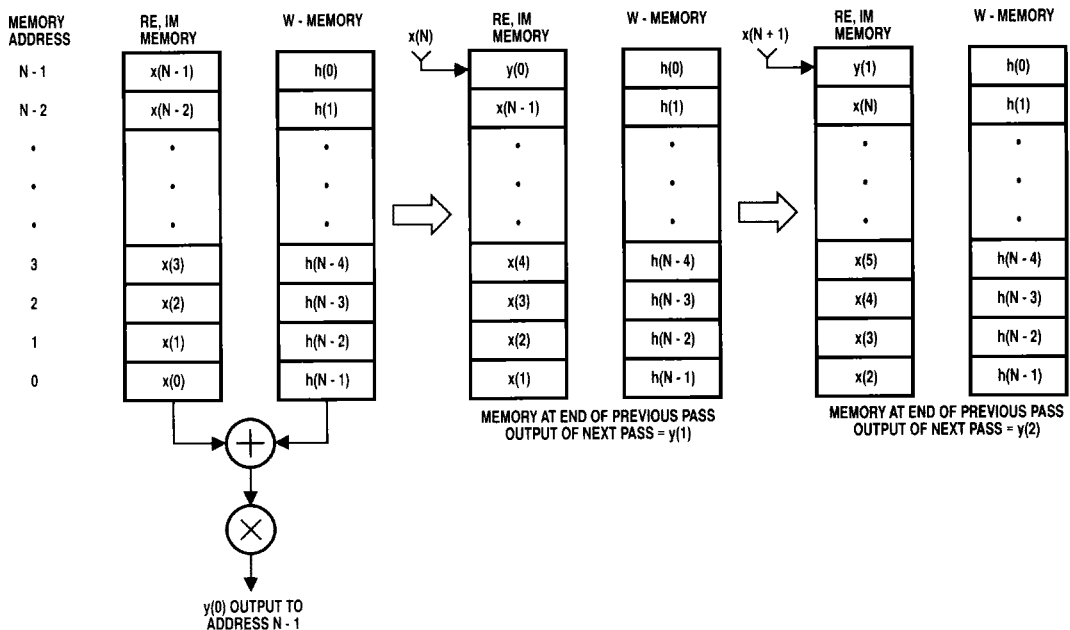 MEMORY
ADDRESS
RE, IM
MEMORY
W - MEMORY
RE, IM
MEMORY
W - MEMORY
RE, IM
MEMORY
W - MEMORY
x(N)
x(N + 1)
N - 1
x(N - 1)
h(0)
y(0)
h(0)
y(1)
h(0)
N - 2
x(N - 2)
h(1)
x(N - 1)
h(1)
x(N)
h(1)
3
x(3)
h(N - 4)
x(4)
h(N - 4)
x(5)
h(N - 4)
2
x(2)
h(N - 3)
x(3)
h(N - 3)
x(4)
h(N - 3)
1
x(1)
h(N - 2)
x(2)
h(N - 2)
x(3)
h(N - 2)
0
x(0)
h(N - 1)
x(1)
h(N - 1)
x(2)
h(N - 1)
MEMORY AT END OF PREVIOUS PASS
OUTPUT OF NEXT PASS = y(1)
MEMORY AT END OF PREVIOUS PASS
OUTPUT OF NEXT PASS = y(2)
+
×
y(0) OUTPUT TO
ADDRESS N - 1